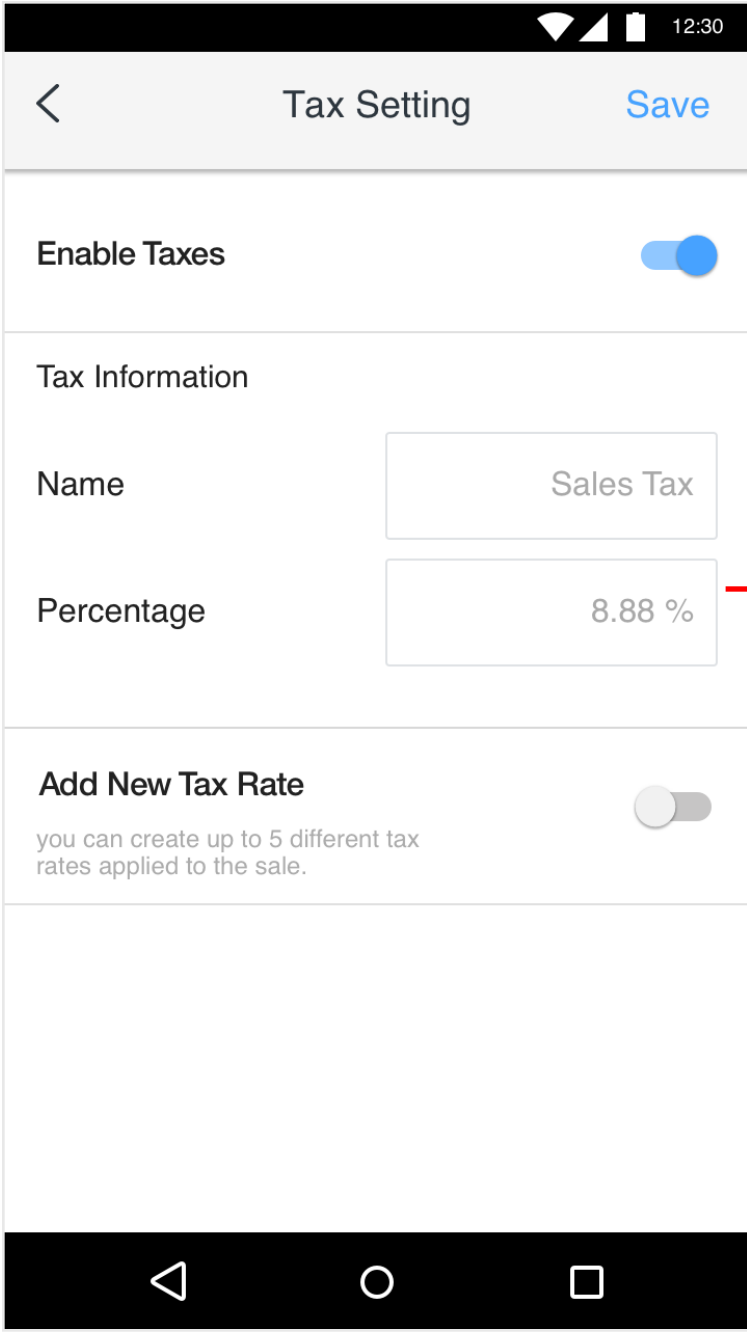 12:30
Tax Setting
Save
Enable Taxes
Tax Information
Name
Sales Tax
Percentage
8.88 %
Add New Tax Rate
you can create up to 5 different tax
rates applied to the sale.